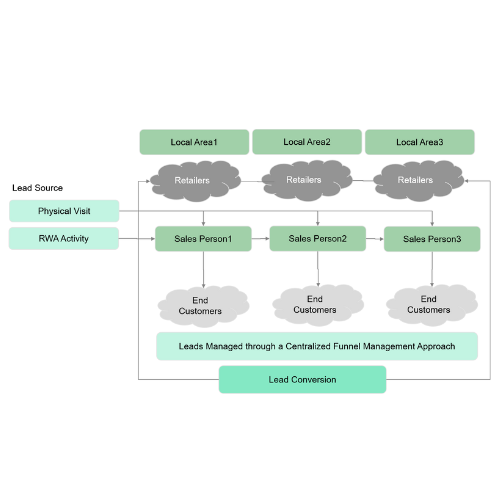 Local Area1
Local Area2
Local Area3
Retailers
Retailers
Retailers
Lead Source
Physical Visit
RWA Activity
Sales Person1
Sales Person2
Sales Person3
End
Customers
End
Customers
End
Customers
Leads Managed through a Centralized Funnel Management Approach
Lead Conversion